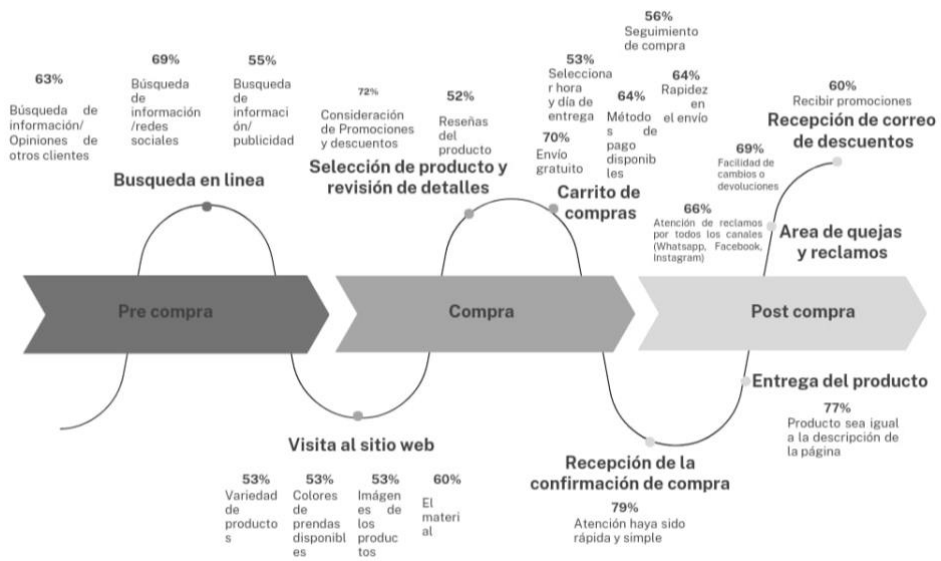 63%
Búsqueda de
información/
Opiniones de
otros clientes
69%
Búsqueda
de
información
/redes
sociales
55%
Busqueda
de
informaci
ón/
publicidad
Busqueda en linea
72%
Consideración
de Promociones
y descuentos
52%
Reseñas
del
producto
Selección de producto y
revisión de detalles
56%
Seguimiento
de compra
53%
Selecciona
r hora
y día de
entrega
64%
Método
s de
pago
disponib
les
64%
Rapidez
en
el envío
70%
Envío
gratuito
Carrito de
compras
60%
Recibir promociones
Recepción de correo
de descuentos
69%
Facilidad de
cambios o
devoluciones
66%
Atención de reclamos
por todos los canales
(Whatsapp, Facebook,
Instagram)
Area de quejas
y reclamos
Pre compra
Compra
Post compra
Visita al sitio web
53%
Variedad
de
producto
s
53%
Colores
de
prendas
disponibl
es
53%
Imágen
es de
los
produc
tos
60%
El
materi
al
Recepción de la
confirmación de compra
79%
Atención haya sido
rápida y simple
Entrega del producto
77%
Producto sea igual
a la descripción de
la página